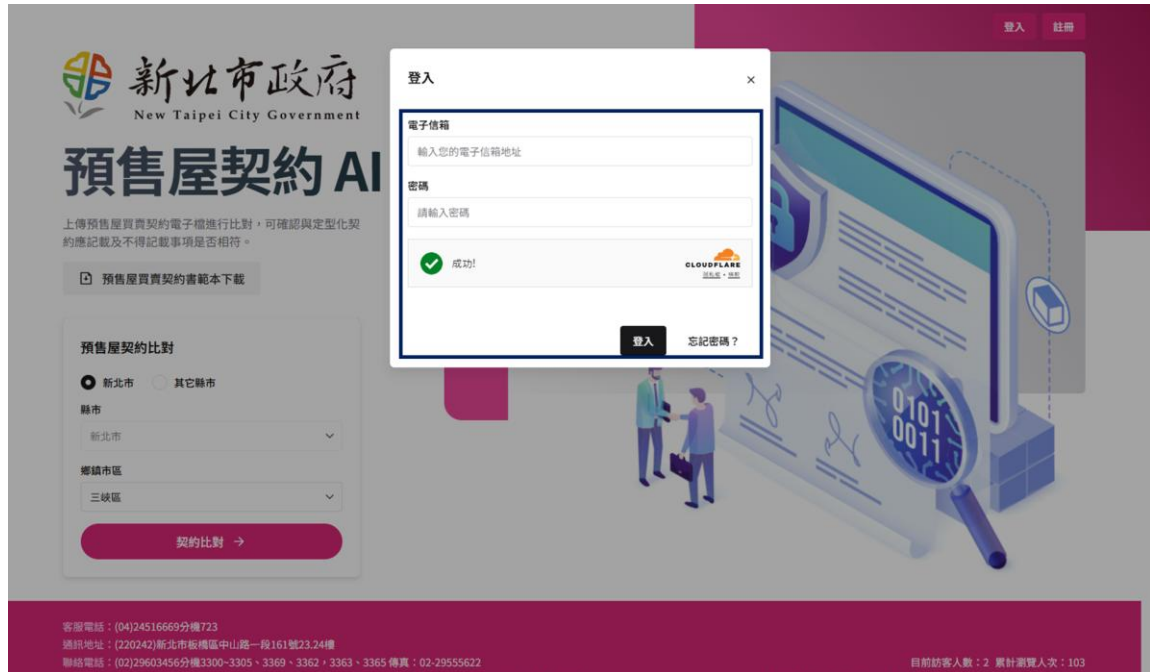 登入 註冊
新北市政府
New Taipei City Government
預售屋契約 AI
上傳預售屋買賣契約電子檔進行比對，可確認與定型化契
約應記載及不得記載事項是否相符。
預售屋買賣契約書範本下載
預售屋契約比對
新北市 其它縣市
縣市
新北市
鄉鎮市區
三峽區
契約比對 →
登入 ×
電子信箱
輸入您的電子信箱地址
密碼
請輸入密碼
成功!
CLOUDFLARE
登入 忘記密碼？
0101
0011
客服電話：(04)24516669分機723
通訊地址：(220242)新北市板橋區中山路一段161號23.24樓
聯絡電話：(02)29603456分機3300~3305、3369、3362，3363、3365 傳真：02-29555622
目前訪客人數：2 累計瀏覽人次：103